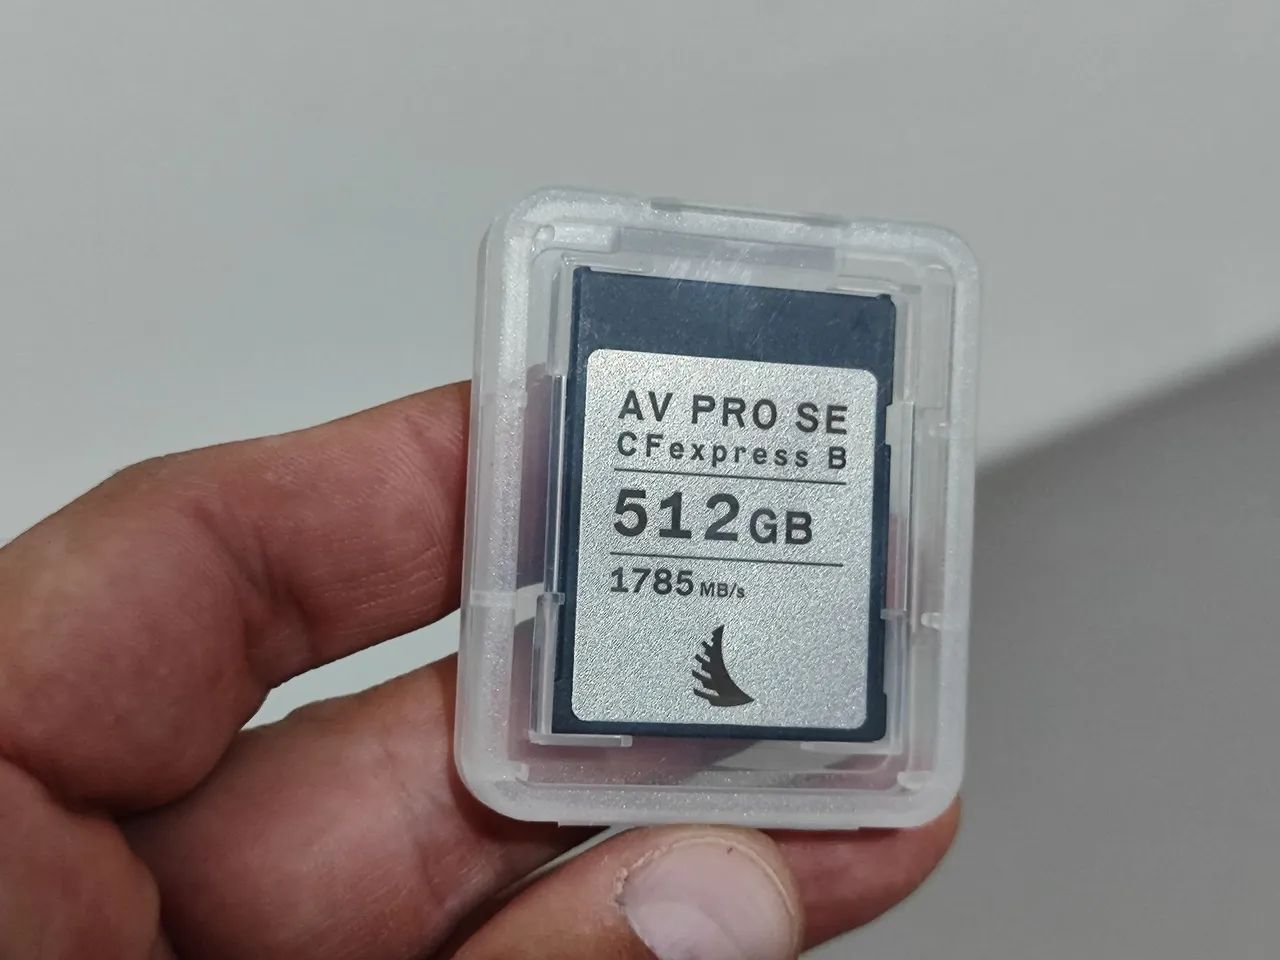 AV PRO SE
CFexpress B
512GB
1785 MB/s